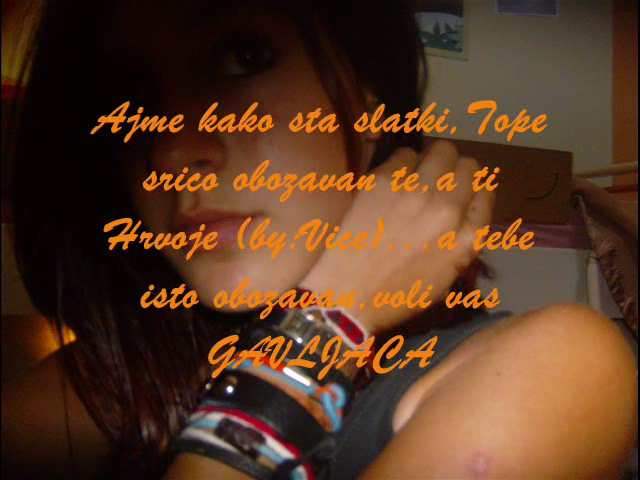 Ajme kako sta slatki,Tope
srico obozavan te,a ti
Hrvoje (by:Vice)...a tebe
isto obozavan,voli vas
GAVLJACA